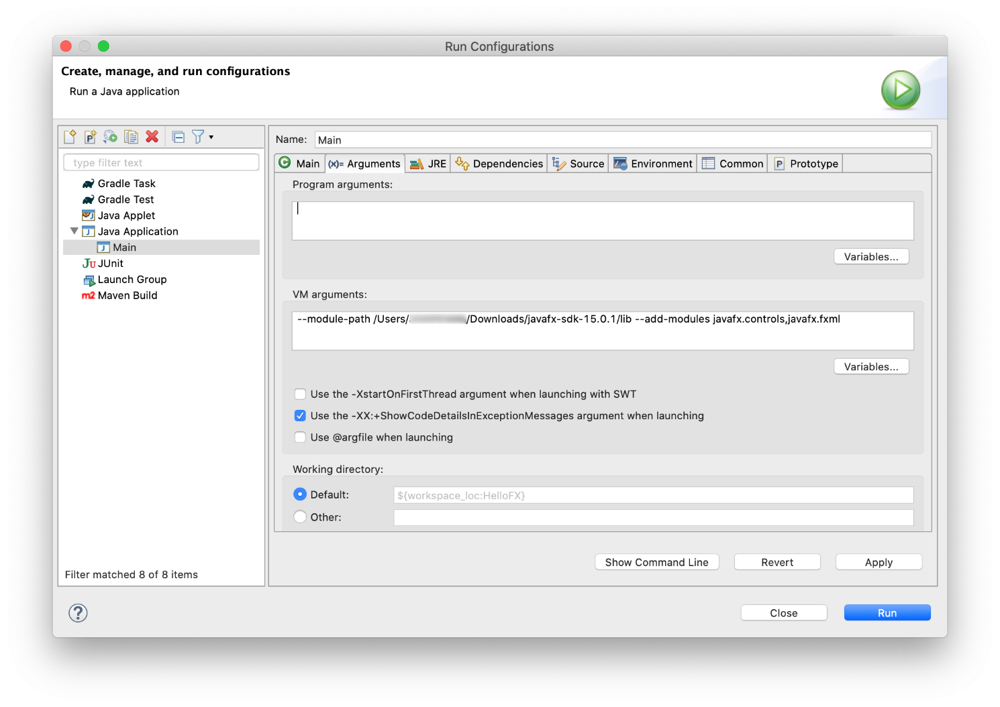 Run Configurations
Create, manage, and run configurations
Run a Java application
Name: Main
type filter text
Main (x)= Arguments JRE Dependencies Source Environment Common P Prototype
Gradle Task
Gradle Test
Java Applet
Java Application
Main
JUnit
Launch Group
m2 Maven Build
Filter matched 8 of 8 items
Program arguments:
Variables...
VM arguments:
--module-path /Users/ /Downloads/javafx-sdk-15.0.1/lib --add-modules javafx.controls,javafx.fxml
Variables...
Use the -XstartOnFirstThread argument when launching with SWT
Use the -XX:+ShowCodeDetailsInExceptionMessages argument when launching
Use @argfile when launching
Working directory:
Default: ${workspace_loc:HelloFX}
Other:
Show Command Line Revert Apply
? Close Run